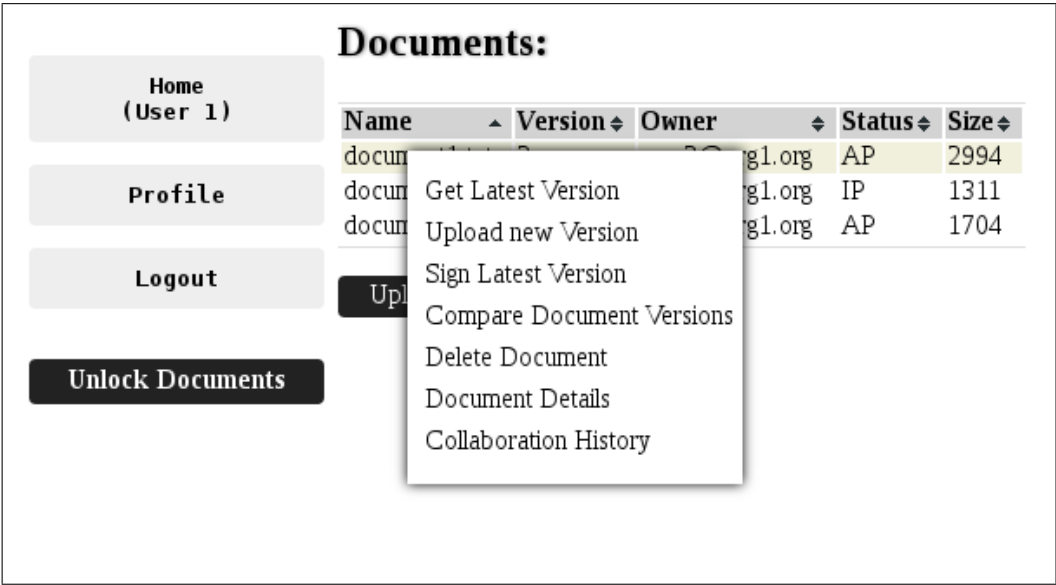 Documents:
Home
(User 1)
Profile
Logout
Unlock Documents
Name Version Owner Status Size
AP 2994
IP 1311
AP 1704
Get Latest Version
Upload new Version
Sign Latest Version
Compare Document Versions
Delete Document
Document Details
Collaboration History